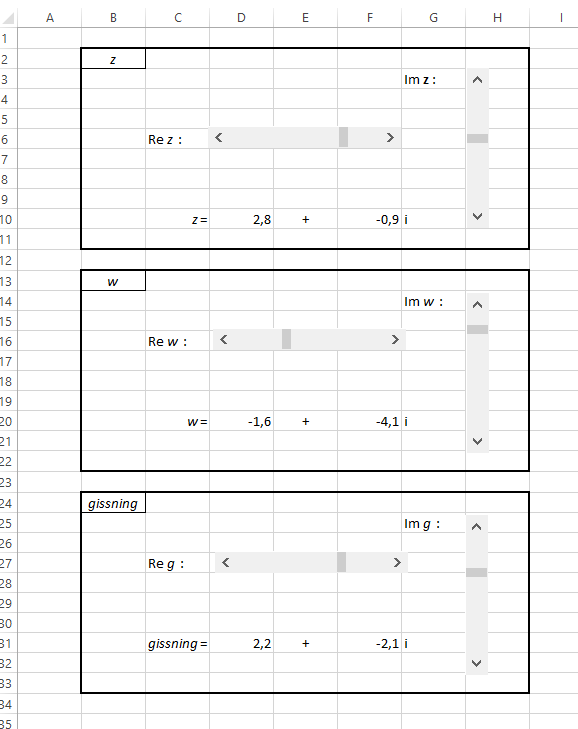 A B C D E F G H I
1
2 z
3 Im z :
4
5
6 Re z :
7
8
9
10 z = 2,8 + -0,9 i
11
12
13 w
14 Im w :
15
16 Re w :
17
18
19
20 w = -1,6 + -4,1 i
21
22
23
24 gissning
25 Im g :
26
27 Re g :
28
29
30
31 gissning = 2,2 + -2,1 i
32
33
34
35